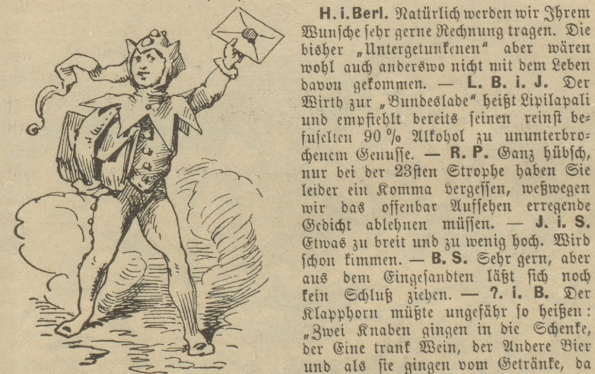 H. i. Berl. Natürlich werden wir Ihrem
Wunsche sehr gerne Rechnung tragen. Die
bisher „Untergetunkenen“ aber wären
wohl auch anderswo nicht mit dem Leben
davon gekommen. — L. B. i. J. Der
Wirth zur „Bundeslade“ heißt Lipilapali
und empfiehlt bereits seinen reinst be=
fuselten 90 % Alkohol zu ununterbro=
chenem Genusse. — R. P. Ganz hübsch,
nur bei der 23sten Strophe haben Sie
leider ein Komma vergessen, weßwegen
wir das offenbar Aufsehen erregende
Gedicht ablehnen müssen. — J. i. S.
Etwas zu breit und zu wenig hoch. Wird
schon kimmen. — B. S. Sehr gern, aber
aus dem Eingesandten läßt sich noch
kein Schluß ziehen. — ?. i. B. Der
Klapphorn müßte ungefähr so heißen:
„Zwei Knaben gingen in die Schenke,
der Eine trank Wein, der Andere Bier
und als sie gingen vom Getränke, da